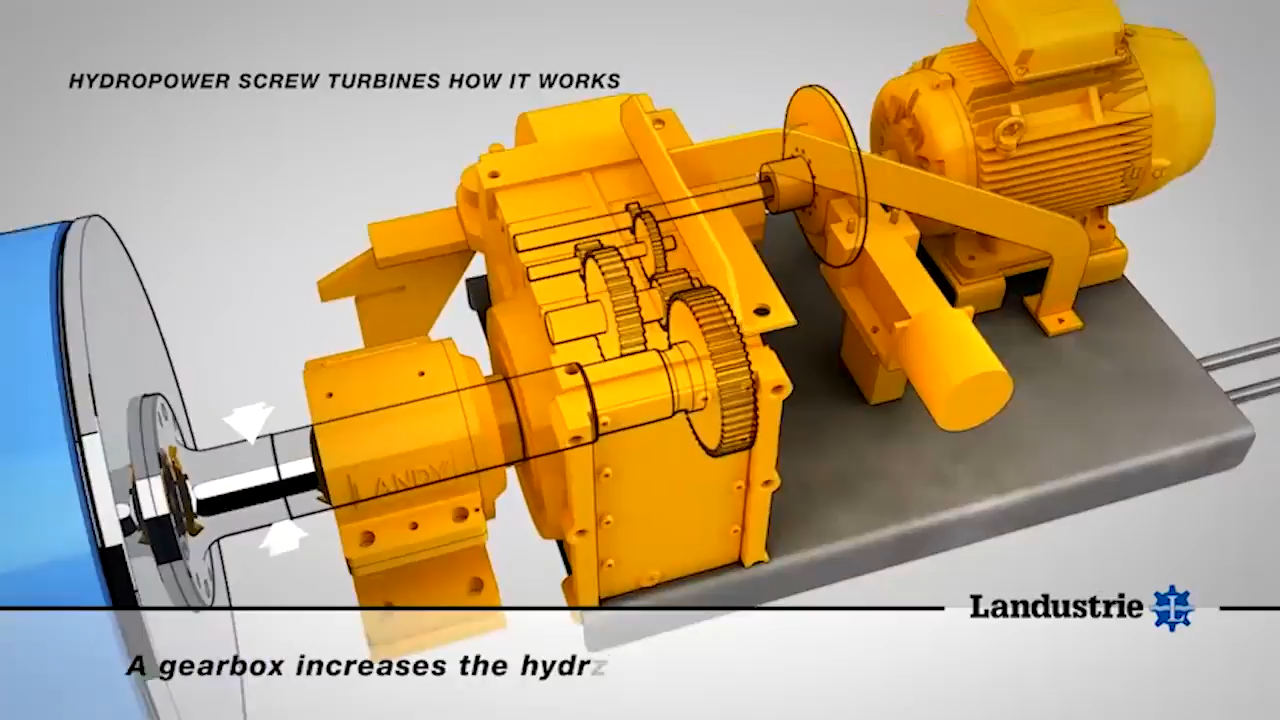 HYDROPOWER SCREW TURBINES HOW IT WORKS
Landustrie
A gearbox increases the hydr